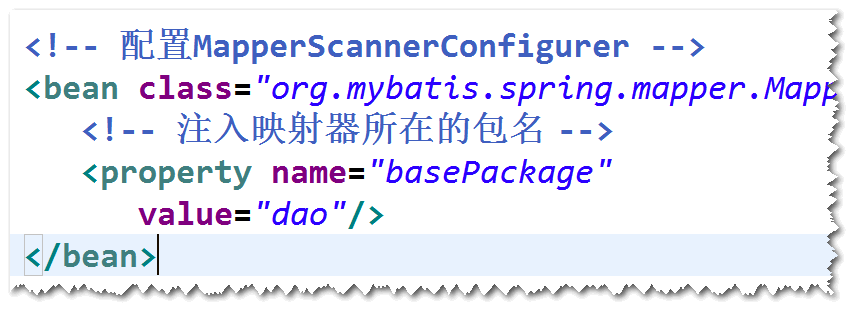 <!-- 配置MapperScannerConfigurer -->
<bean class="org.mybatis.spring.mapper.Mapp
<!-- 注入映射器所在的包名 -->
<property name="basePackage"
value="dao"/>
</bean>